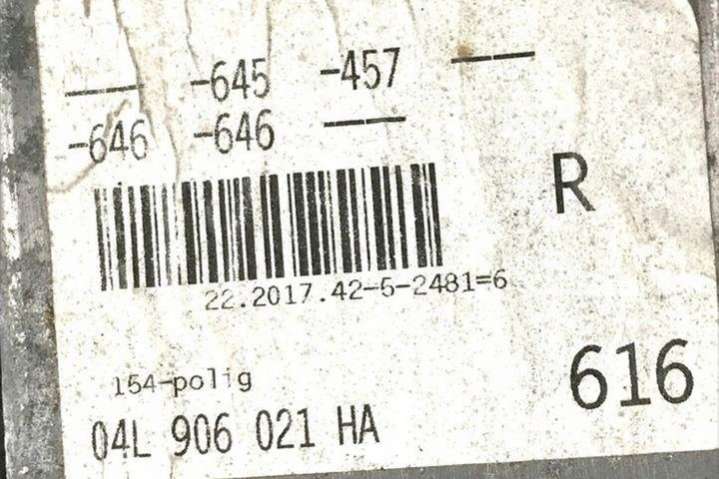 —— -645 -457 ——
-646 -646 ——
R
22.2017.42-5-2481=6
154-polig
616
04L 906 021 HA